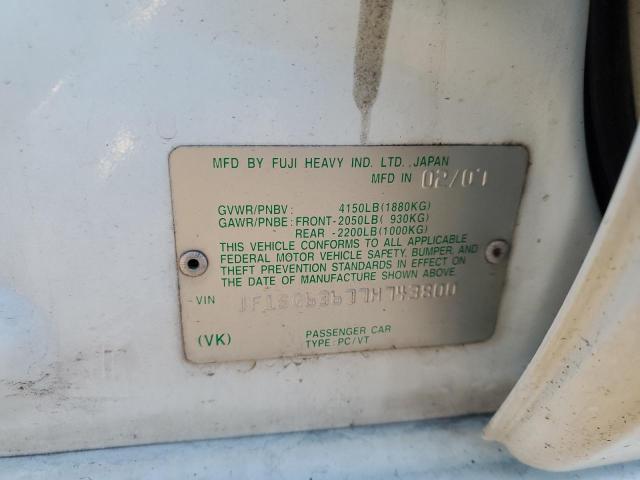 MFD BY FUJI HEAVY IND. LTD., JAPAN
MFD IN 02/07
GVWR/PNBV: 4150LB(1880KG)
GAWR/PNBE: FRONT-2050LB( 930KG)
REAR -2200LB(1000KG)
THIS VEHICLE CONFORMS TO ALL APPLICABLE
FEDERAL MOTOR VEHICLE SAFETY, BUMPER, AND
THEFT PREVENTION STANDARDS IN EFFECT ON
THE DATE OF MANUFACTURE SHOWN ABOVE.
VIN
(VK)
PASSENGER CAR
TYPE: PC/VT